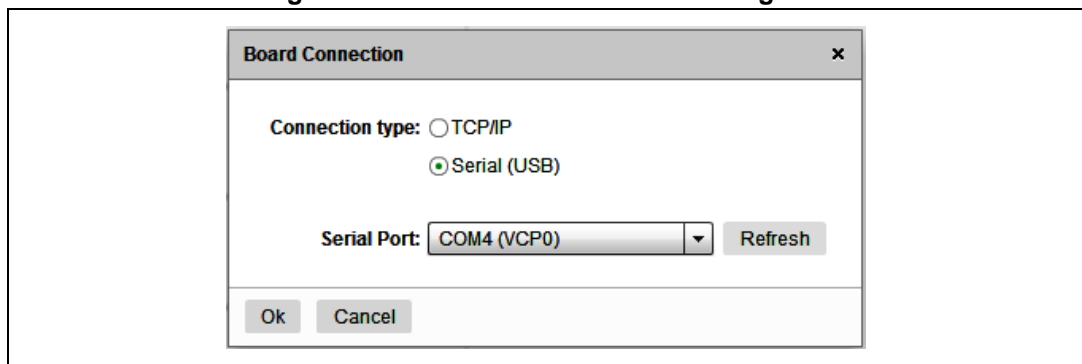 Board Connection ×
Connection type: TCP/IP
Serial (USB)
Serial Port: COM4 (VCP0) Refresh
Ok Cancel